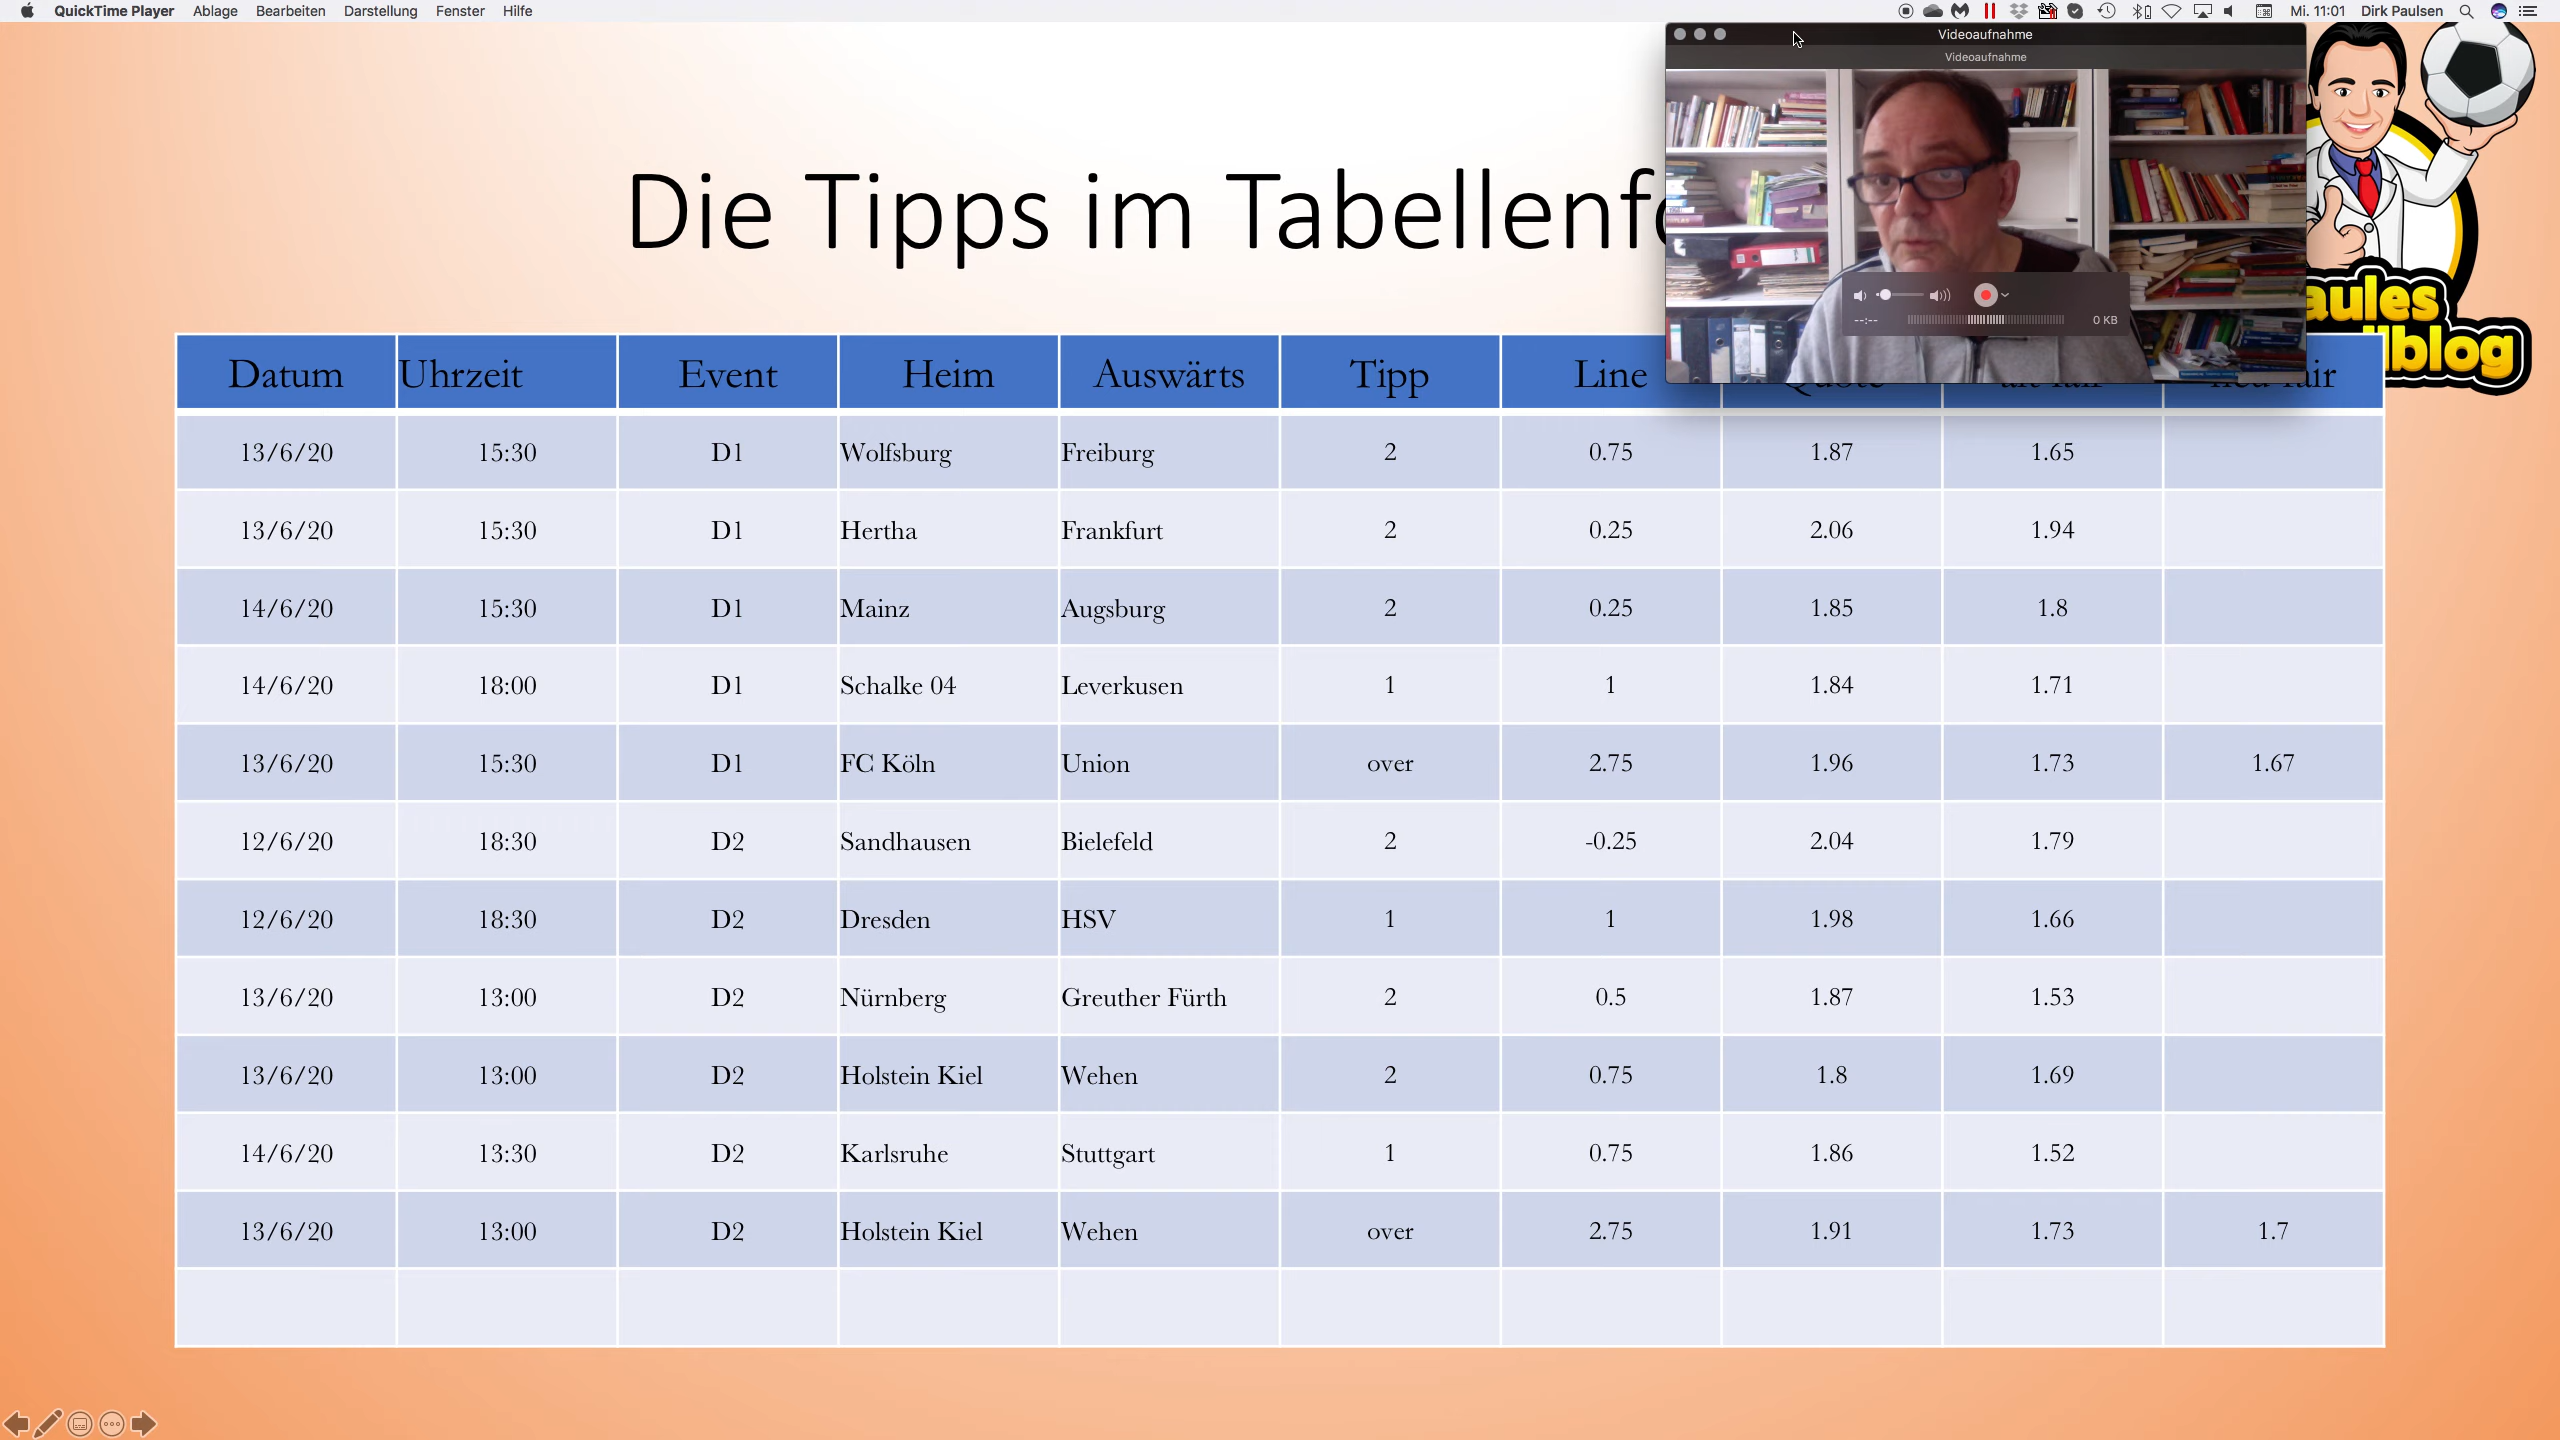 QuickTime Player Ablage Bearbeiten Darstellung Fenster Hilfe Mi. 11:01 Dirk Paulsen
Videoaufnahme
Videoaufnahme
--:-- 0 KB
Die Tipps im Tabellenfo
aules
lblog
Datum Uhrzeit Event Heim Auswärts Tipp Line Quote alt fair neu fair
13/6/20 15:30 D1 Wolfsburg Freiburg 2 0.75 1.87 1.65
13/6/20 15:30 D1 Hertha Frankfurt 2 0.25 2.06 1.94
14/6/20 15:30 D1 Mainz Augsburg 2 0.25 1.85 1.8
14/6/20 18:00 D1 Schalke 04 Leverkusen 1 1 1.84 1.71
13/6/20 15:30 D1 FC Köln Union over 2.75 1.96 1.73 1.67
12/6/20 18:30 D2 Sandhausen Bielefeld 2 -0.25 2.04 1.79
12/6/20 18:30 D2 Dresden HSV 1 1 1.98 1.66
13/6/20 13:00 D2 Nürnberg Greuther Fürth 2 0.5 1.87 1.53
13/6/20 13:00 D2 Holstein Kiel Wehen 2 0.75 1.8 1.69
14/6/20 13:30 D2 Karlsruhe Stuttgart 1 0.75 1.86 1.52
13/6/20 13:00 D2 Holstein Kiel Wehen over 2.75 1.91 1.73 1.7